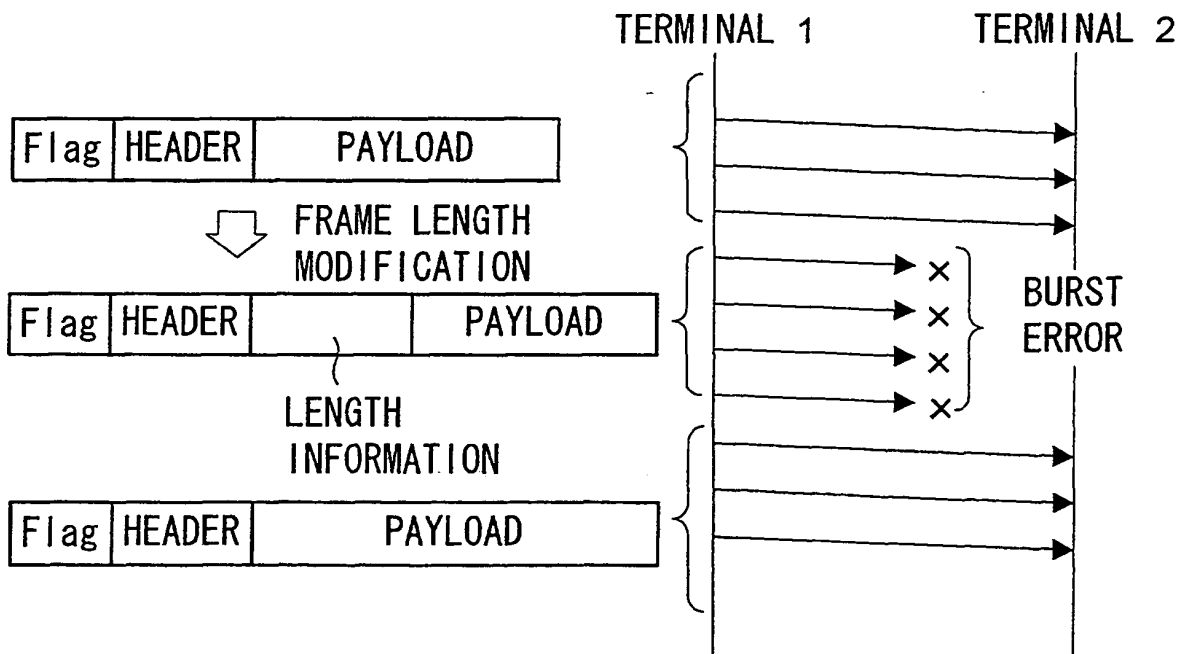 TERMINAL 1
TERMINAL 2
Flag HEADER PAYLOAD
FRAME LENGTH
MODIFICATION
Flag HEADER PAYLOAD
BURST
ERROR
LENGTH
INFORMATION
Flag HEADER PAYLOAD